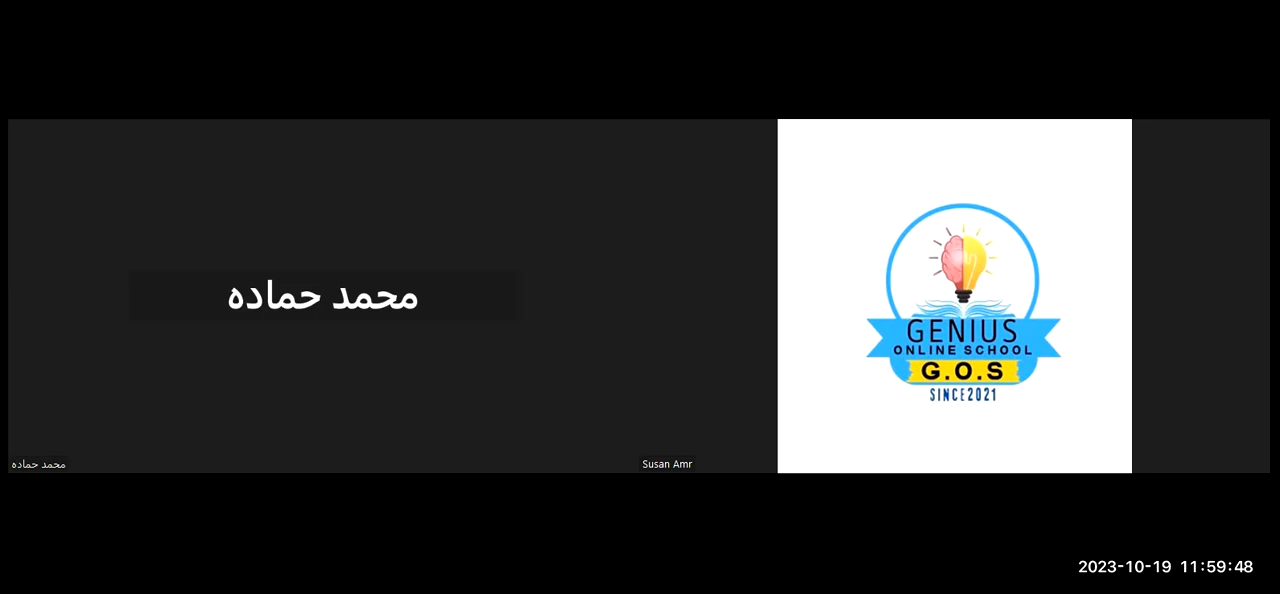 محمد حماده
GENIUS
ONLINE SCHOOL
G.O.S
SINCE2021
محمد حماده
Susan Amr
2023-10-19 11:59:48